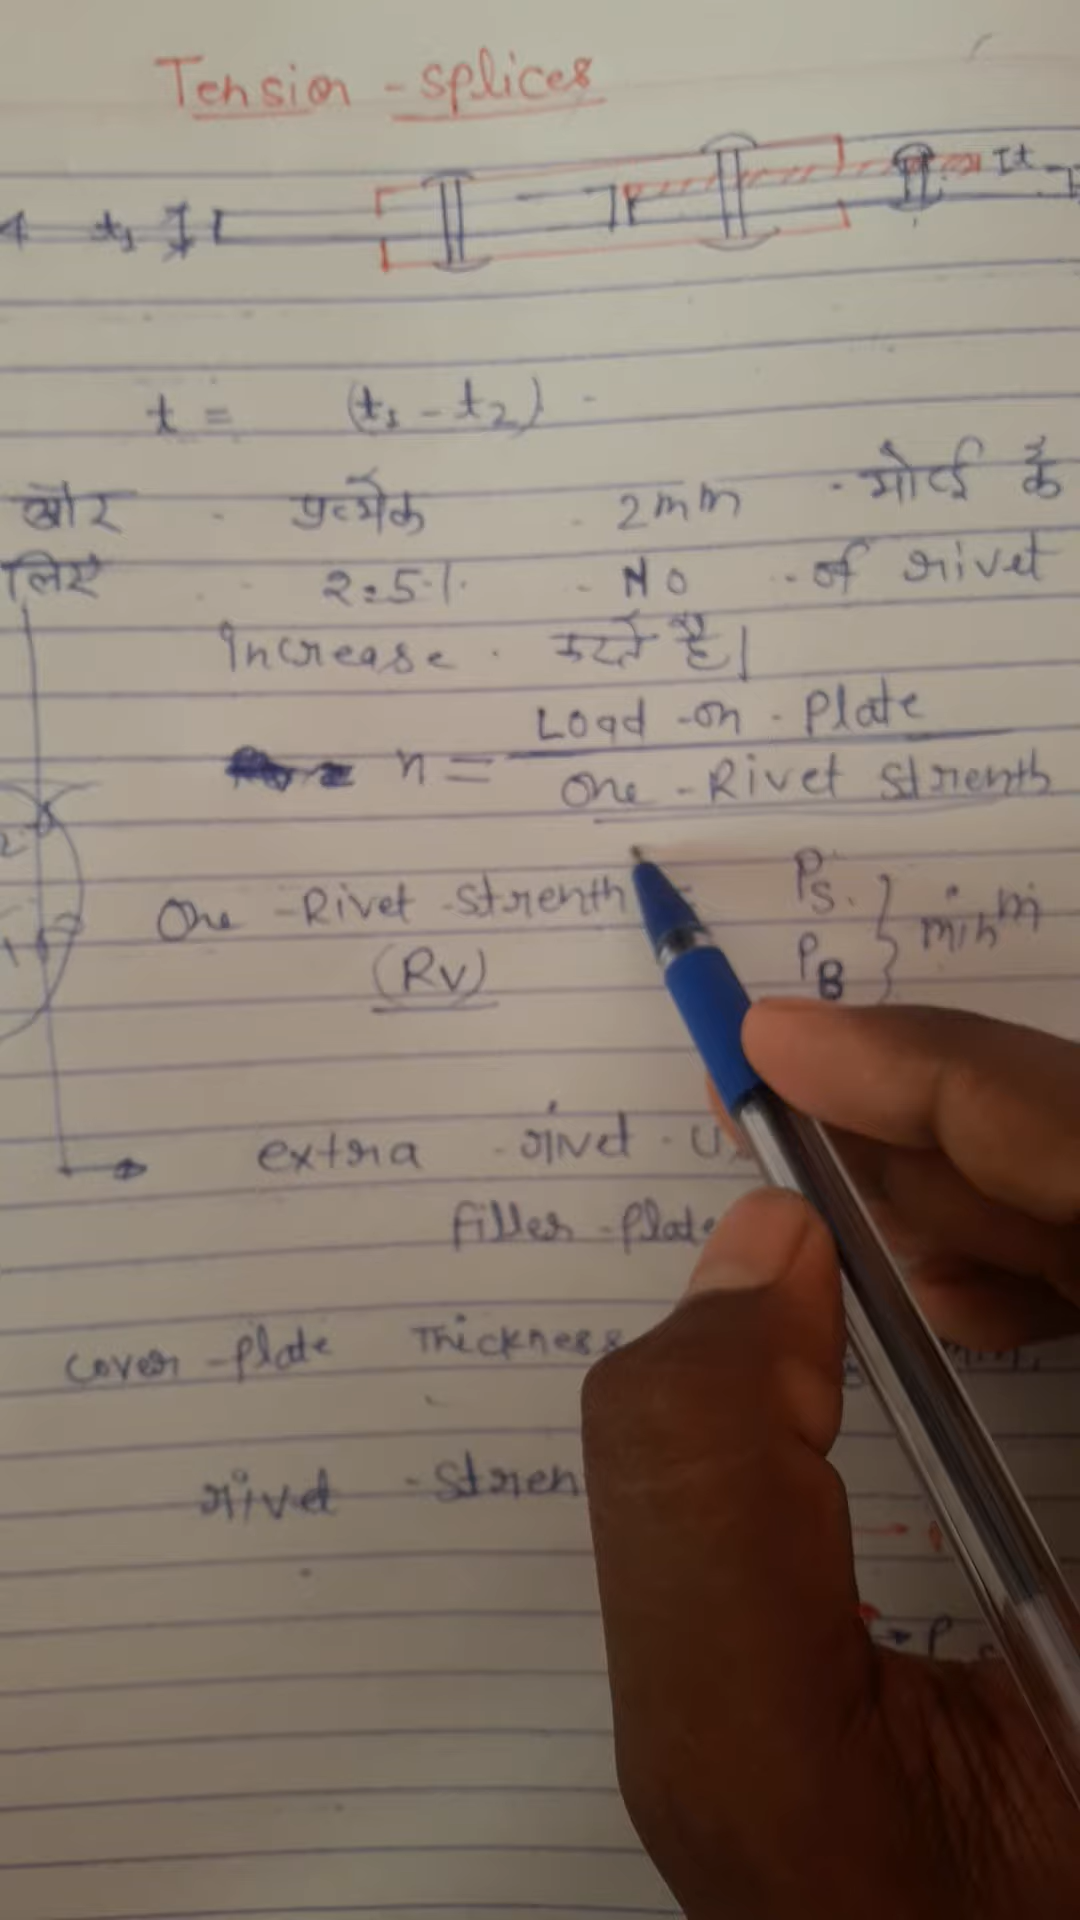 Tension - splices
t₁
t
t = (t₁ - t₂)
और प्रत्येक 2mm मोटाई के
लिए 2.5% No of rivet
Increase करते है।
n = Load on Plate
One - Rivet Strenth
One - Rivet - Strenth = Ps.
(Rv) PB } minm
extra rivet
filler - Plate
cover - plate Thickness
rivet - Stren